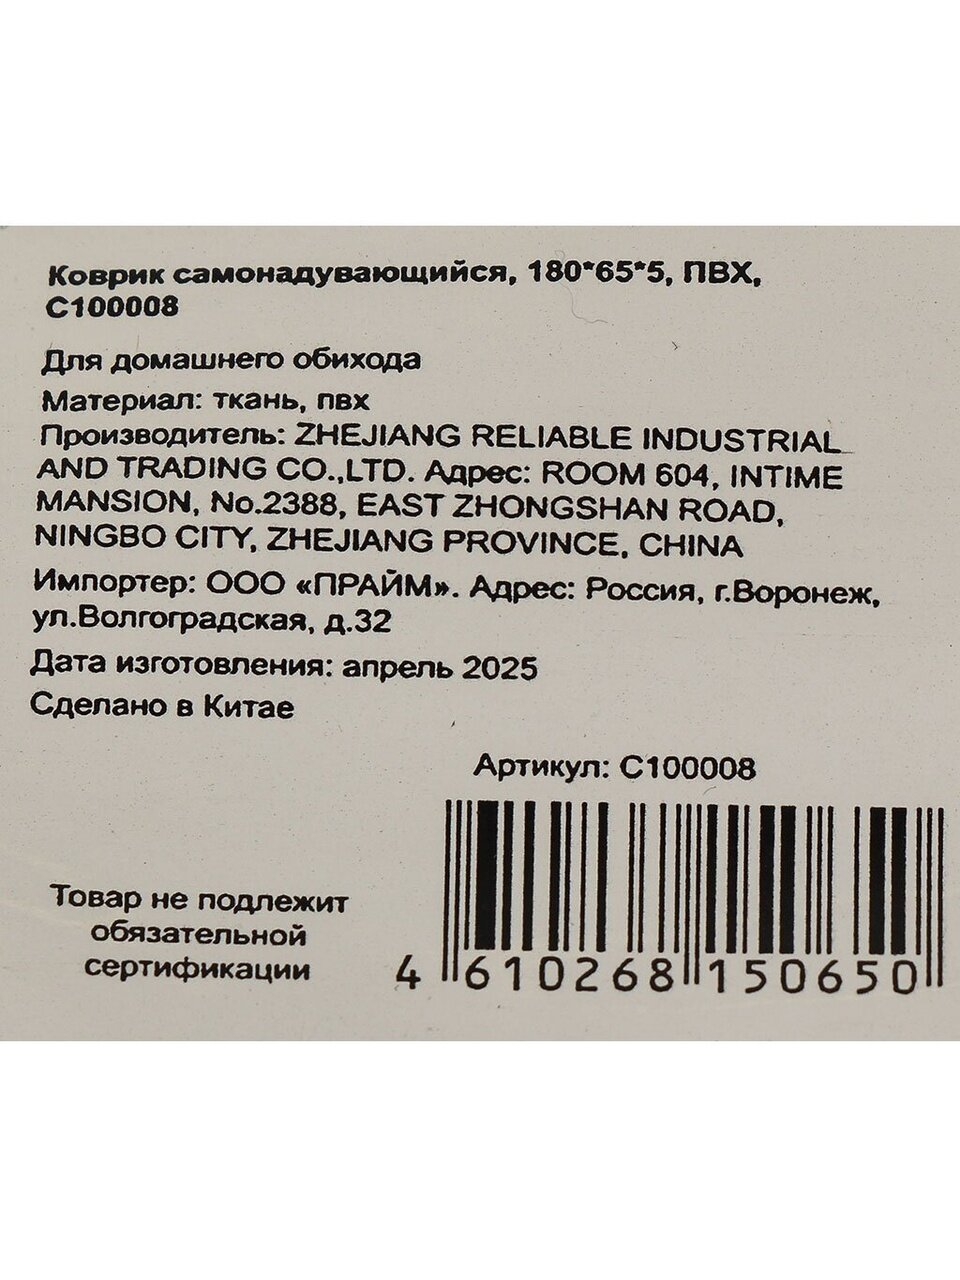 Коврик самонадувающийся, 180*65*5, ПВХ,
С100008
Для домашнего обихода
Материал: ткань, пвх
Производитель: ZHEJIANG RELIABLE INDUSTRIAL
AND TRADING CO.,LTD. Адрес: ROOM 604, INTIME
MANSION, No.2388, EAST ZHONGSHAN ROAD,
NINGBO CITY, ZHEJIANG PROVINCE, CHINA
Импортер: ООО «ПРАЙМ». Адрес: Россия, г.Воронеж,
ул.Волгоградская, д.32
Дата изготовления: апрель 2025
Сделано в Китае
Артикул: С100008
Товар не подлежит
обязательной
сертификации
4 610268 150650